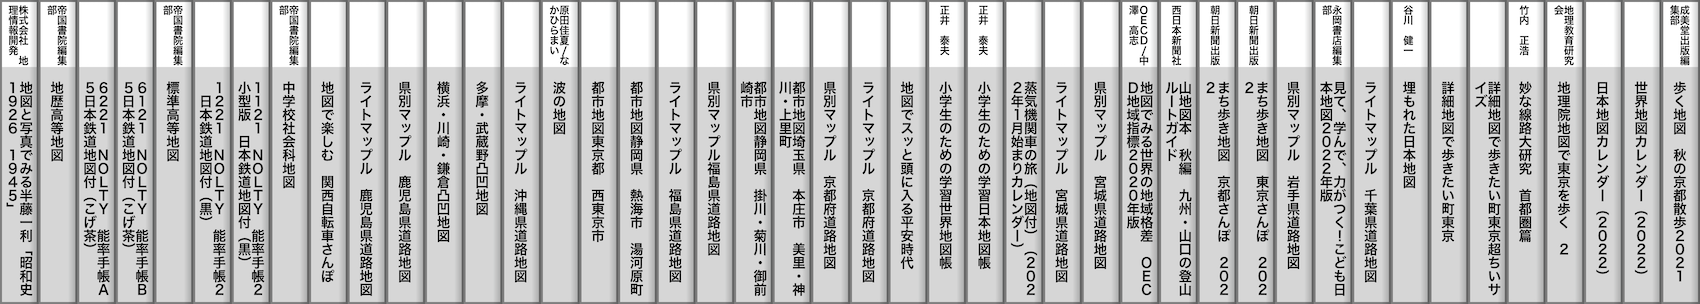 成美堂出版編
集部
歩く地図　秋の京都散歩2021
世界地図カレンダー（2022）
日本地図カレンダー（2022）
地理教育研究
会
地理院地図で東京を歩く　2
竹内　正浩
妙な線路大研究　首都圏篇
詳細地図で歩きたい町東京超ちいサ
イズ
詳細地図で歩きたい町東京
谷川　健一
埋もれた日本地図
ライトマップル　千葉県道路地図
永岡書店編集
部
見て、学んで、力がつく！こども日
本地図2022年版
県別マップル　岩手県道路地図
朝日新聞出版
まち歩き地図　東京さんぽ　202
2
朝日新聞出版
まち歩き地図　京都さんぽ　202
2
西日本新聞社
山地図本　秋編　九州・山口の登山
ルートガイド
OECD／中
澤　高志
地図でみる世界の地域格差　OEC
D地域指標2020年版
県別マップル　宮城県道路地図
ライトマップル　宮城県道路地図
蒸気機関車の旅（地図付）（202
2年1月始まりカレンダー）
正井　泰夫
小学生のための学習日本地図帳
正井　泰夫
小学生のための学習世界地図帳
地図でスッと頭に入る平安時代
ライトマップル　京都府道路地図
県別マップル　京都府道路地図
都市地図埼玉県　本庄市　美里・神
川・上里町
都市地図静岡県　掛川・菊川・御前
崎市
県別マップル福島県道路地図
ライトマップル　福島県道路地図
都市地図静岡県　熱海市　湯河原町
都市地図東京都　西東京市
原田佳夏／な
かひらまい
波の地図
ライトマップル　沖縄県道路地図
多摩・武蔵野凸凹地図
横浜・川崎・鎌倉凸凹地図
県別マップル　鹿児島県道路地図
ライトマップル　鹿児島県道路地図
地図で楽しむ　関西自転車さんぽ
帝国書院編集
部
中学校社会科地図
1121　NOLTY　能率手帳2
小型版　日本鉄道地図付（黒）
1221　NOLTY　能率手帳2
日本鉄道地図付（黒）
帝国書院編集
部
標準高等地図
6121　NOLTY　能率手帳B
5日本鉄道地図付（こげ茶）
6221　NOLTY　能率手帳A
5日本鉄道地図付（こげ茶）
帝国書院編集
部
地歴高等地図
株式会社　地
理情報開発
地図と写真でみる半藤一利「昭和史
1926　1945」